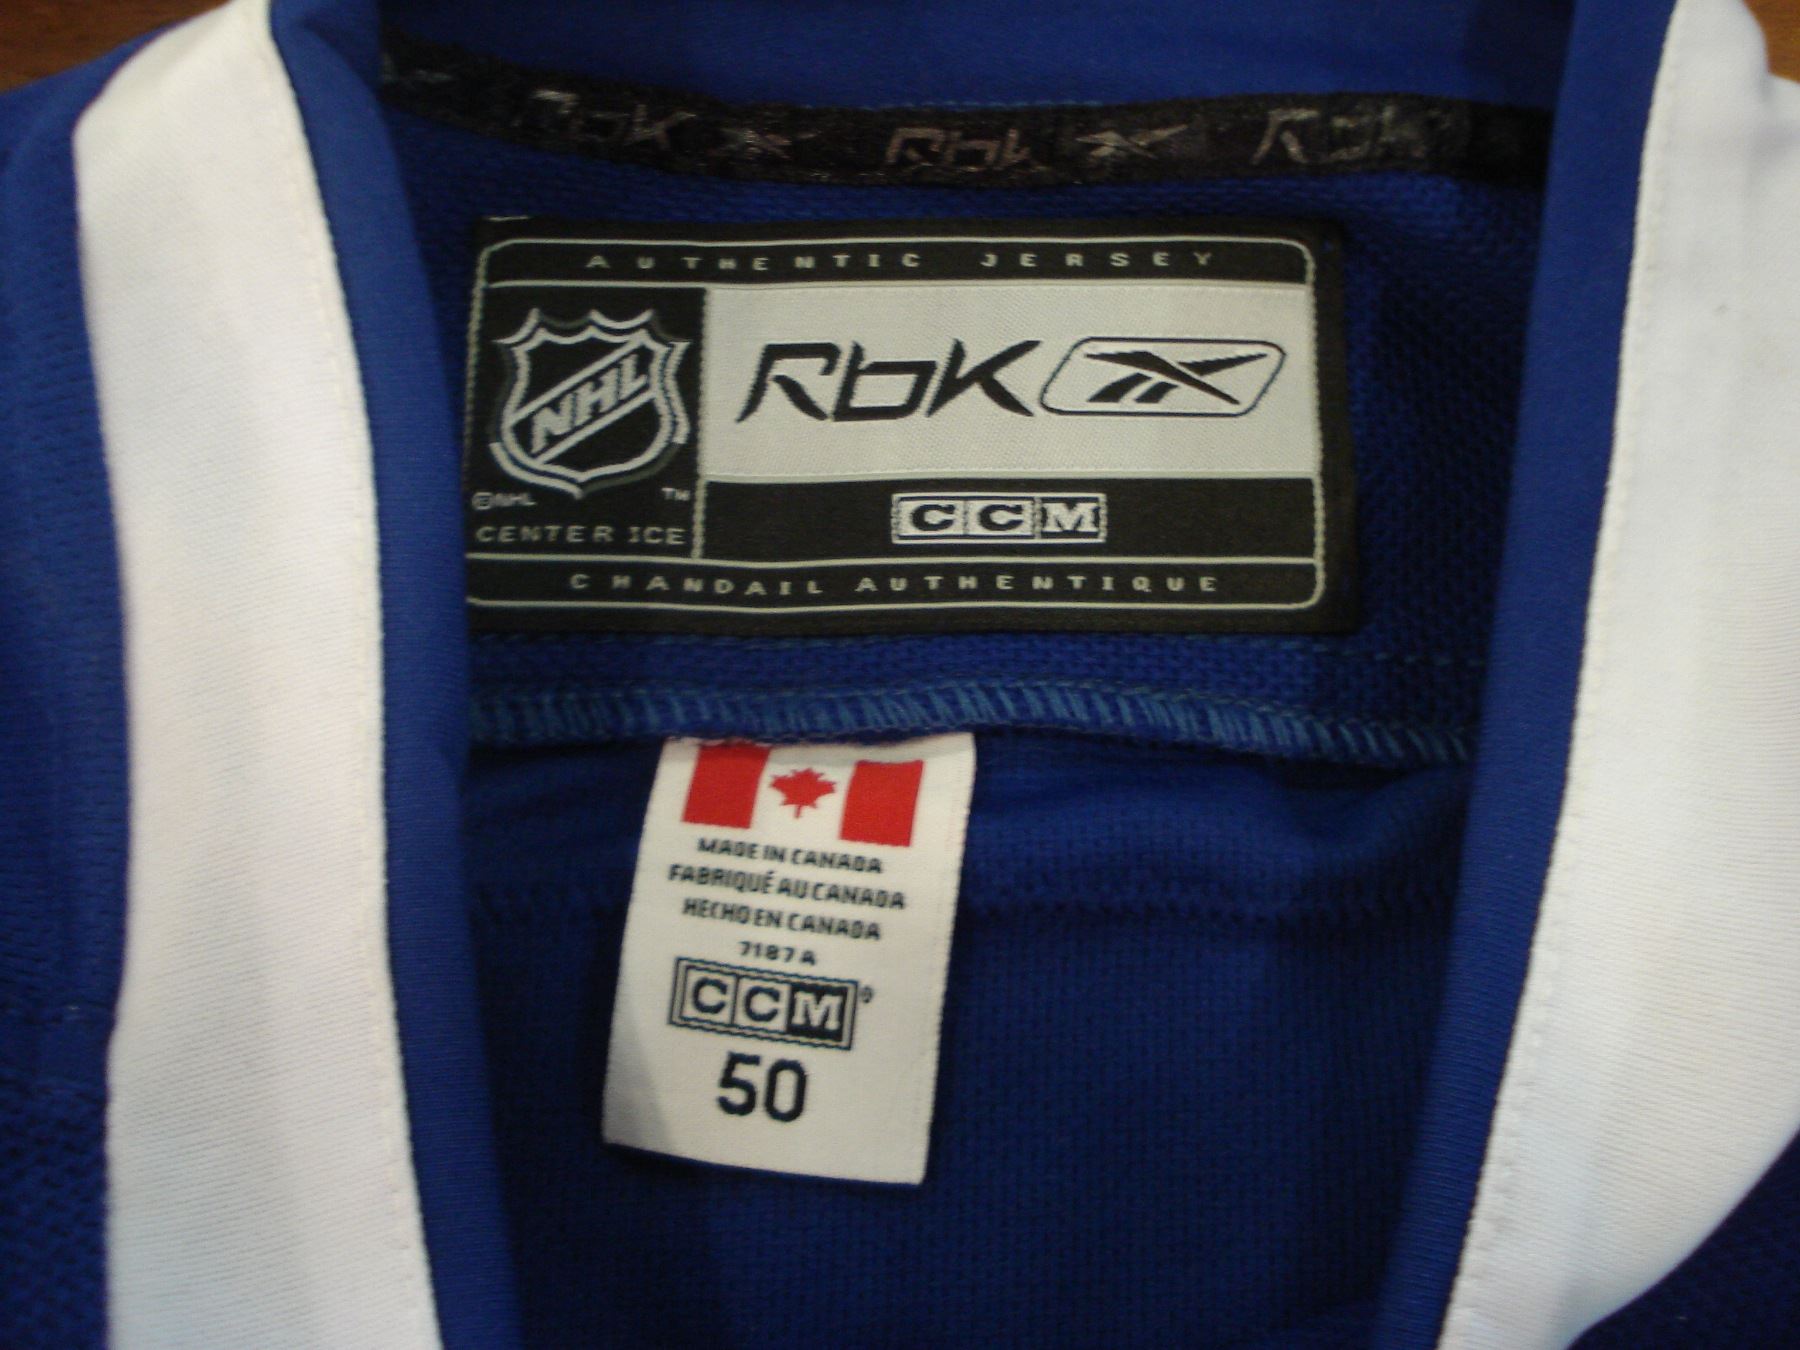 Rbk Rbk Rbk
AUTHENTIC JERSEY
NHL
RbK
©NHL TM
CENTER ICE
CCM
CHANDAIL AUTHENTIQUE
MADE IN CANADA
FABRIQUÉ AU CANADA
HECHO EN CANADA
7187A
CCM®
50